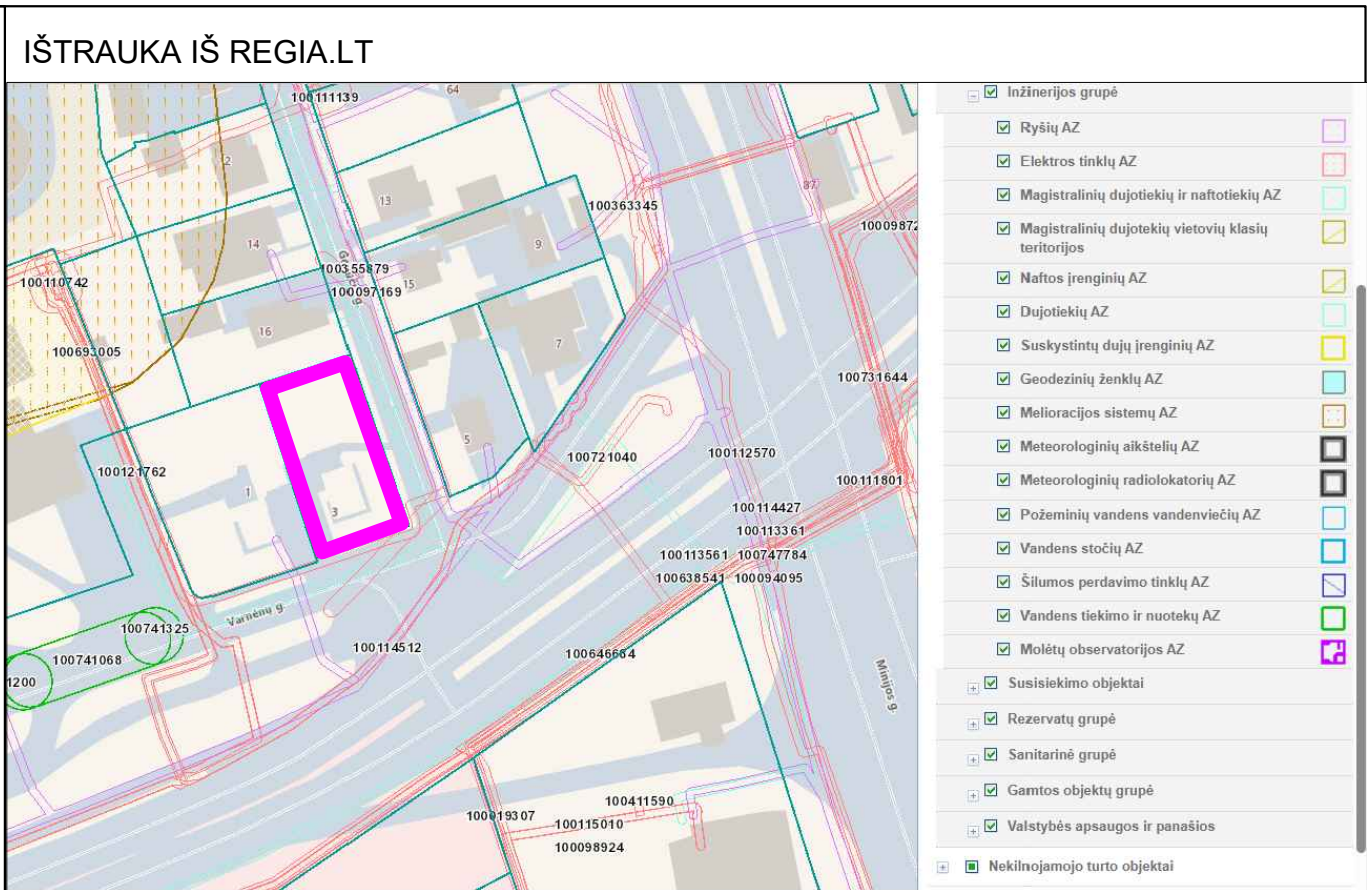 IŠTRAUKA IŠ REGIA.LT
100111139
64
2
13
87
100363345
10009872
14
9
100355879
100110742
15
100097169
16
7
100693005
100731644
5
100721040
100112570
100121762
100111801
1
3
100114427
100113361
100113561
100747784
100638541
100094095
Varnėnų g.
100741325
100114512
100646664
100741068
1200
Minijos g.
100411590
100019307
100115010
100098924
Inžinerijos grupė
Ryšių AZ
Elektros tinklų AZ
Magistralinių dujotiekių ir naftotiekių AZ
Magistralinių dujotekių vietovių klasių
teritorijos
Naftos įrenginių AZ
Dujotiekių AZ
Suskystintų dujų įrenginių AZ
Geodezinių ženklų AZ
Melioracijos sistemų AZ
Meteorologinių aikštelių AZ
Meteorologinių radiolokatorių AZ
Požeminių vandens vandenviečių AZ
Vandens stočių AZ
Šilumos perdavimo tinklų AZ
Vandens tiekimo ir nuotekų AZ
Molėtų observatorijos AZ
Susisiekimo objektai
Rezervatų grupė
Sanitarinė grupė
Gamtos objektų grupė
Valstybės apsaugos ir panašios
Nekilnojamojo turto objektai